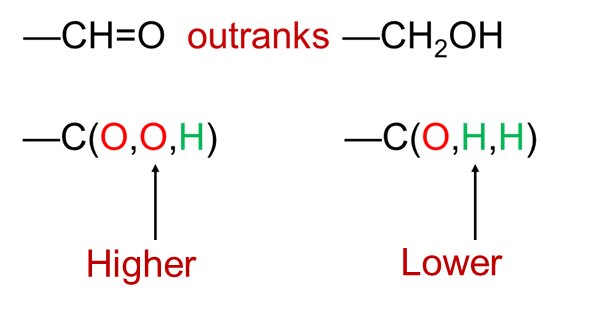 —CH=O outranks —CH₂OH
—C(O,O,H) —C(O,H,H)
Higher Lower